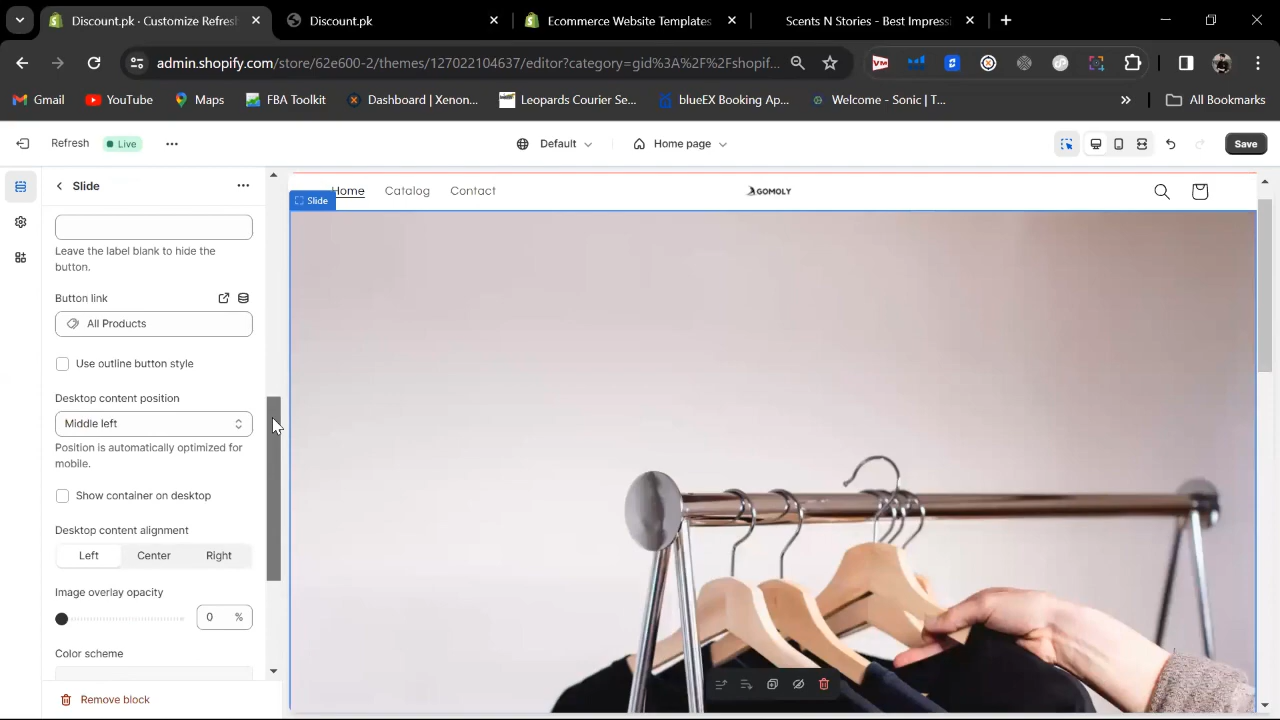 Discount.pk · Customize Refresh
Discount.pk
Ecommerce Website Templates
Scents N Stories - Best Impressi
admin.shopify.com/store/62e600-2/themes/127022104637/editor?category=gid%3A%2F%2Fshopif...
Gmail
YouTube
Maps
FBA Toolkit
Dashboard | Xenon...
Leopards Courier Se...
blueEX Booking Ap...
Welcome - Sonic | T...
All Bookmarks
Refresh
Live
Default
Home page
Save
Slide
Home
Catalog
Contact
GOMOLY
Slide
Leave the label blank to hide the
button.
Button link
All Products
Use outline button style
Desktop content position
Middle left
Position is automatically optimized for
mobile.
Show container on desktop
Desktop content alignment
Left
Center
Right
Image overlay opacity
0 %
Color scheme
Remove block